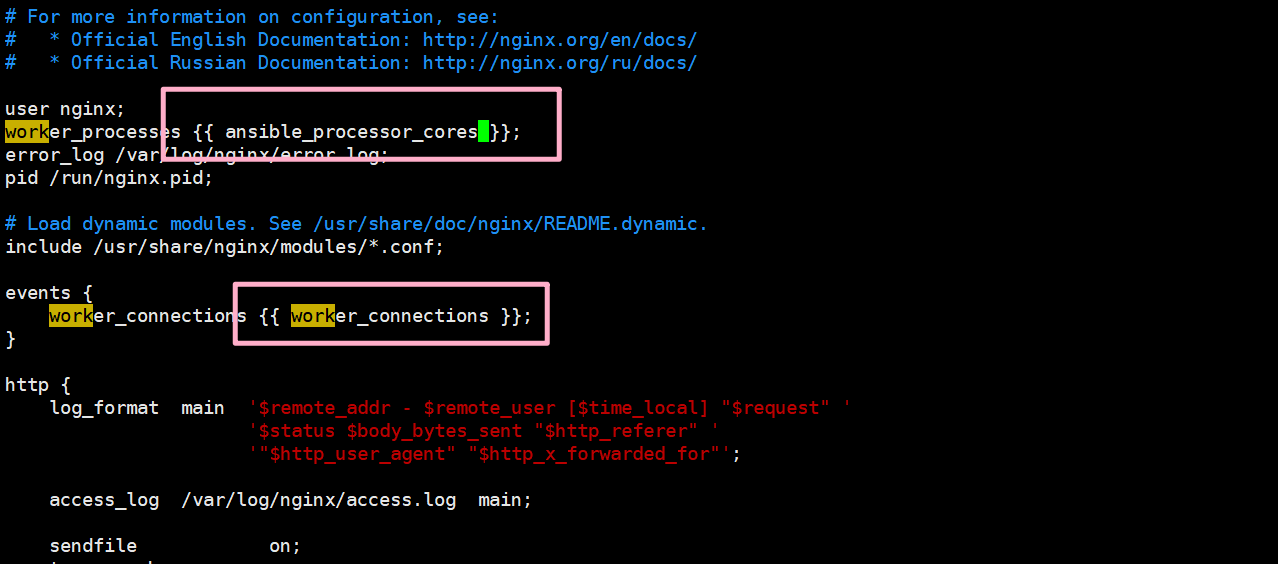 # For more information on configuration, see:
#   * Official English Documentation: http://nginx.org/en/docs/
#   * Official Russian Documentation: http://nginx.org/ru/docs/
user nginx;
worker_processes {{ ansible_processor_cores }};
error_log /var/log/nginx/error.log;
pid /run/nginx.pid;
# Load dynamic modules. See /usr/share/doc/nginx/README.dynamic.
include /usr/share/nginx/modules/*.conf;
events {
    worker_connections {{ worker_connections }};
}
http {
    log_format  main  '$remote_addr - $remote_user [$time_local] "$request" '
                      '$status $body_bytes_sent "$http_referer" '
                      '"$http_user_agent" "$http_x_forwarded_for"';
    access_log  /var/log/nginx/access.log  main;
    sendfile            on;